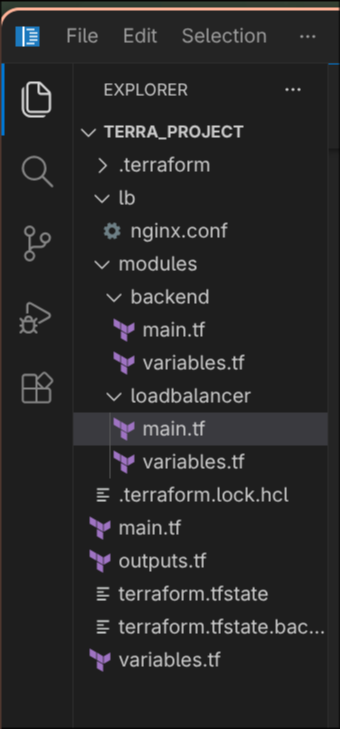 File Edit Selection ···
EXPLORER ···
TERRA_PROJECT
.terraform
lb
nginx.conf
modules
backend
main.tf
variables.tf
loadbalancer
main.tf
variables.tf
.terraform.lock.hcl
main.tf
outputs.tf
terraform.tfstate
terraform.tfstate.bac...
variables.tf